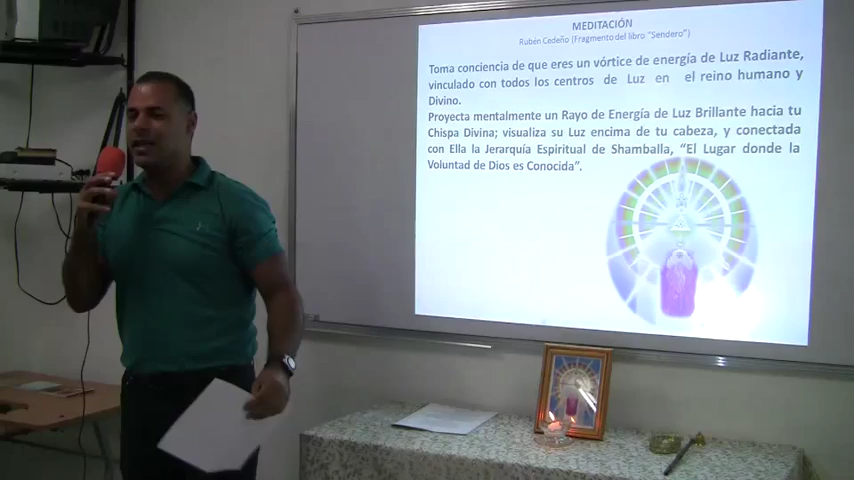 MEDITACIÓN
Rubén Cedeño (Fragmento del libro "Sendero")
Toma conciencia de que eres un vórtice de energía de Luz Radiante,
vinculado con todos los centros de Luz en el reino humano y
Divino.
Proyecta mentalmente un Rayo de Energía de Luz Brillante hacia tu
Chispa Divina; visualiza su Luz encima de tu cabeza, y conectada
con Ella la Jerarquía Espiritual de Shamballa, "El Lugar donde la
Voluntad de Dios es Conocida".